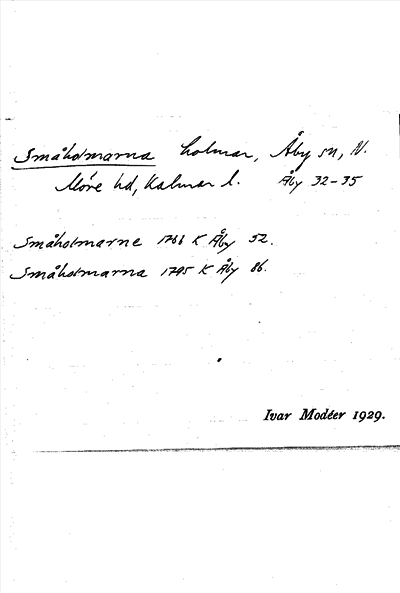 Småholmarna holmar, Åby sn, N.
Möre hd, Kalmar l. Åby 32-35
Småholmarne 1766 K Åby 52.
Småholmarna 1795 K Åby 86.
Ivar Modéer 1929.